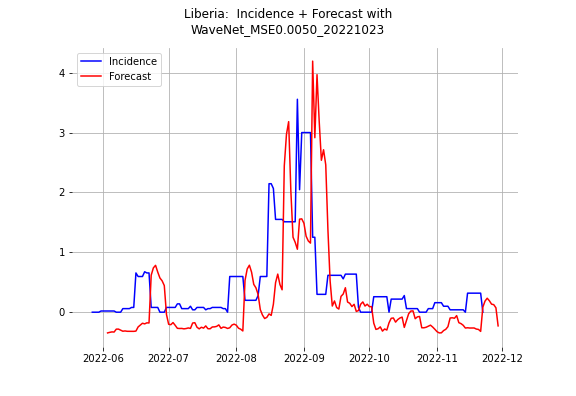 Liberia:  Incidence + Forecast with
WaveNet_MSE0.0050_20221023
Incidence
Forecast
4
3
2
1
0
2022-06 2022-07 2022-08 2022-09 2022-10 2022-11 2022-12